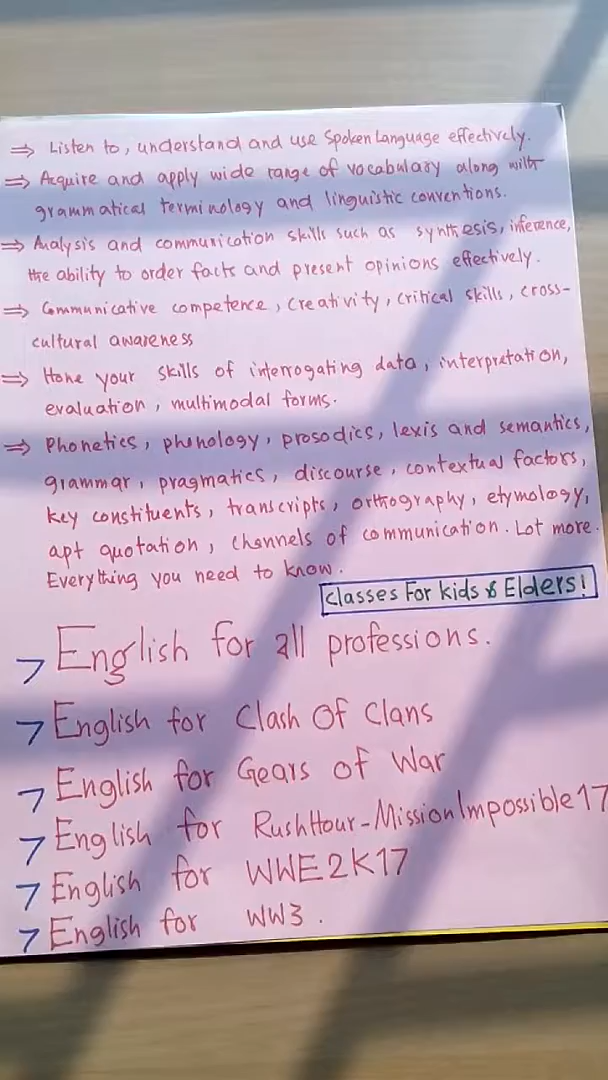 ⇒ Listen to, understand and use Spoken Language effectively.
⇒ Acquire and apply wide range of vocabulary along with
grammatical terminology and linguistic conventions.
⇒ Analysis and communication skills such as synthesis, inference,
the ability to order facts and present opinions effectively.
⇒ Communicative competence, creativity, critical skills, cross-
cultural awareness
⇒ Hone your skills of interrogating data, interpretation,
evaluation, multimodal forms.
⇒ Phonetics, phenology, prosodics, lexis and semantics,
grammar, pragmatics, discourse, contextual factors,
key constituents, transcripts, orthography, etymology,
apt quotation, channels of communication. Lot more.
Everything you need to know.
Classes For kids & Elders!
7 English for all professions.
7 English for Clash Of Clans
7 English for Gears of War
7 English for RushHour-MissionImpossible17
7 English for WWE2K17
7 English for WW3.